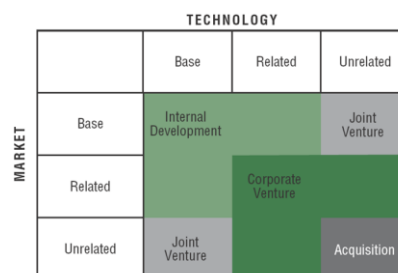 TECHNOLOGY
Base
Related
Unrelated
MARKET
Base
Internal
Development
Joint
Venture
Related
Corporate
Venture
Unrelated
Joint
Venture
Acquisition